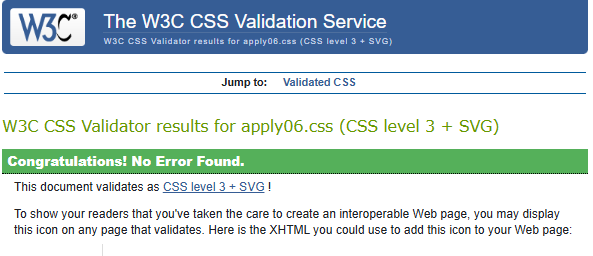 W3C®
The W3C CSS Validation Service
W3C CSS Validator results for apply06.css (CSS level 3 + SVG)
Jump to: Validated CSS
W3C CSS Validator results for apply06.css (CSS level 3 + SVG)
Congratulations! No Error Found.
This document validates as CSS level 3 + SVG !
To show your readers that you've taken the care to create an interoperable Web page, you may display
this icon on any page that validates. Here is the XHTML you could use to add this icon to your Web page: